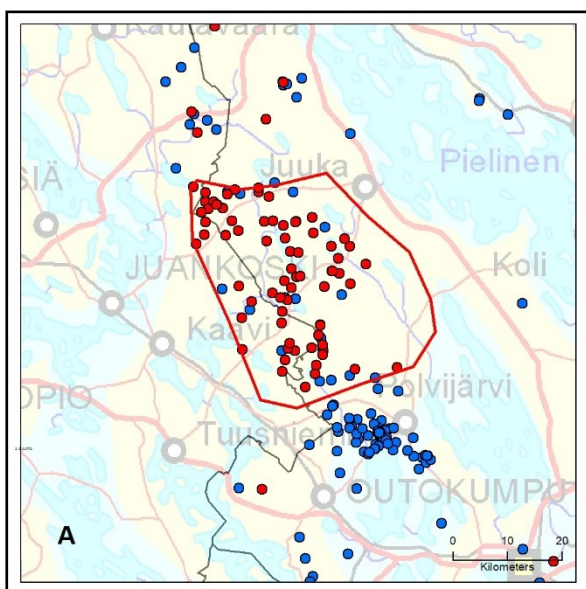 Kaavi
Juuka
Pielinen
JUANKOSKI
Koli
Polvijärvi
Tuusniemi
OUTOKUMPU
A
0 10 20
Kilometers